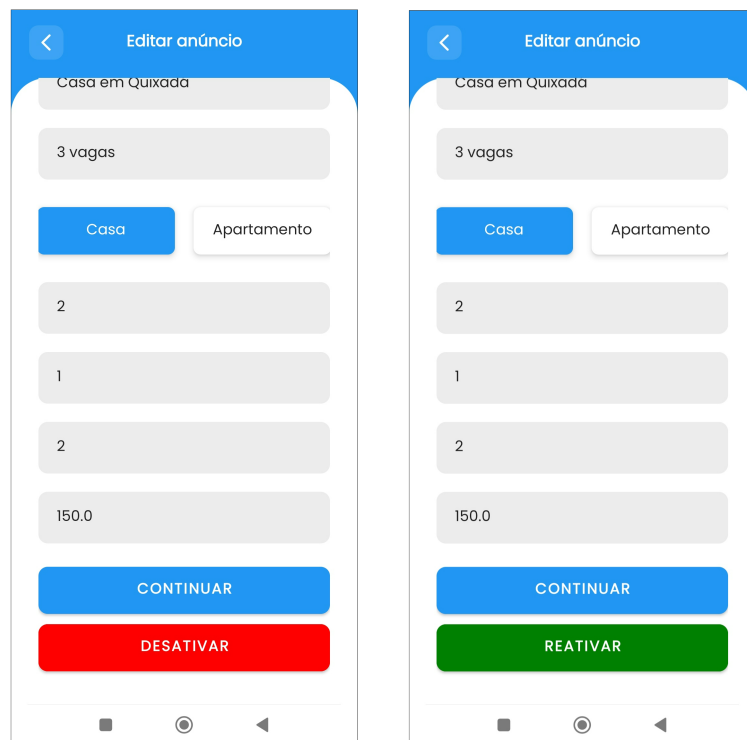 Editar anúncio
Casa em Quixada
3 vagas
Casa
Apartamento
2
1
2
150.0
CONTINUAR
DESATIVAR
Editar anúncio
Casa em Quixada
3 vagas
Casa
Apartamento
2
1
2
150.0
CONTINUAR
REATIVAR